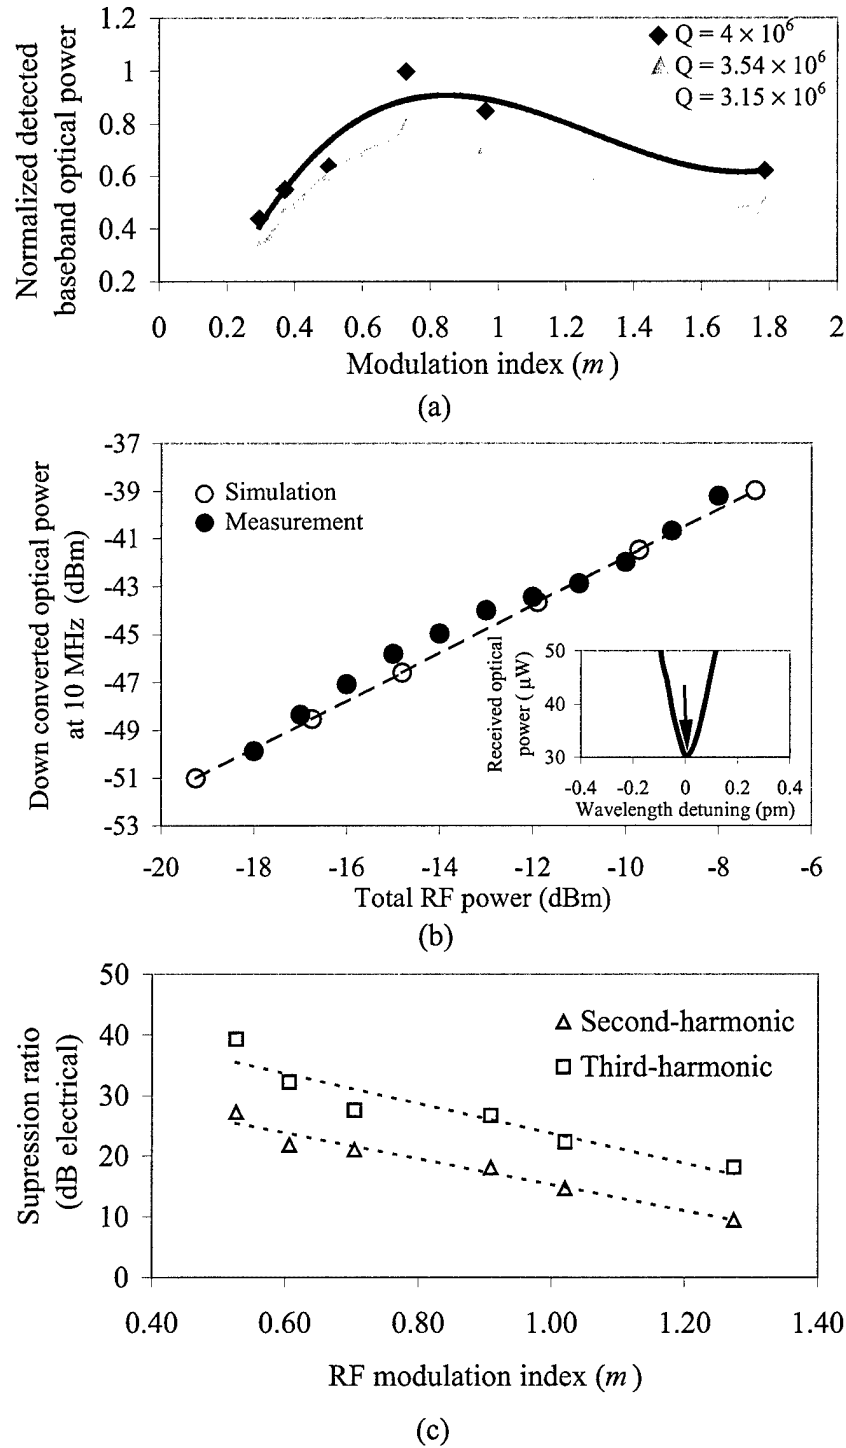 Normalized detected
baseband optical power
1.2
1
0.8
0.6
0.4
0.2
Q = 4 × 10⁶
Q = 3.54 × 10⁶
Q = 3.15 × 10⁶
0 0.2 0.4 0.6 0.8 1 1.2 1.4 1.6 1.8 2
Modulation index (m)
(a)
Down converted optical power
at 10 MHz (dBm)
-37
-39
-41
-43
-45
-47
-49
-51
-53
Simulation
Measurement
Received optical
power (μW)
50
40
30
-0.4 -0.2 0 0.2 0.4
Wavelength detuning (pm)
-20 -18 -16 -14 -12 -10 -8 -6
Total RF power (dBm)
(b)
Supression ratio
(dB electrical)
50
40
30
20
10
0
Second-harmonic
Third-harmonic
0.40 0.60 0.80 1.00 1.20 1.40
RF modulation index (m)
(c)